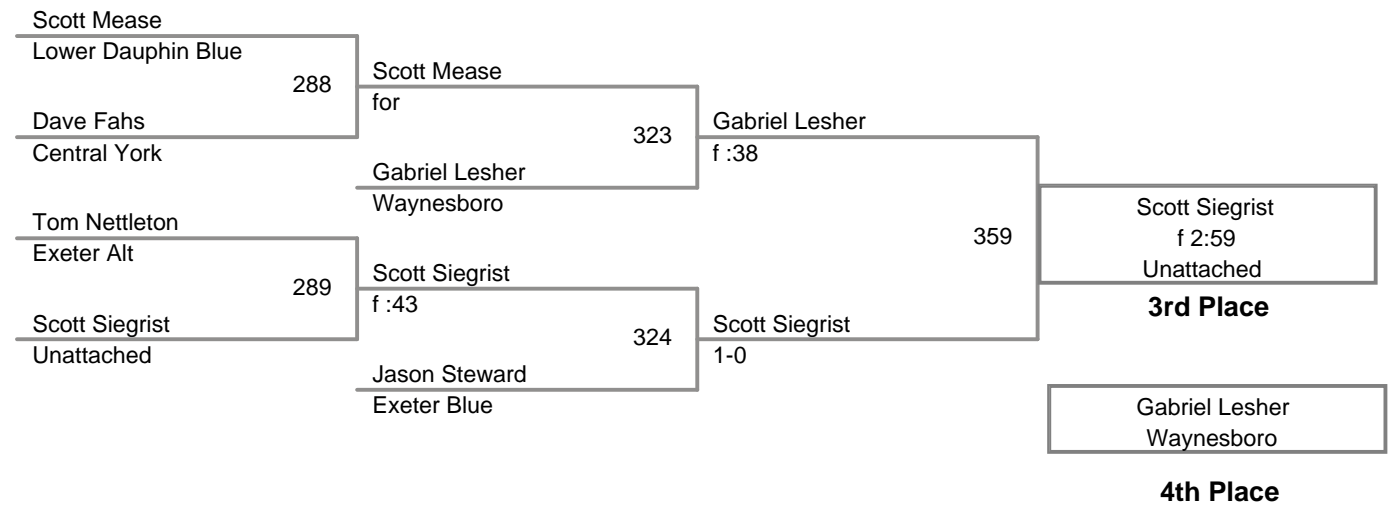 Scott Mease
Lower Dauphin Blue
288
Scott Mease
for
Dave Fahs
Central York
323
Gabriel Lesher
f :38
Gabriel Lesher
Waynesboro
Tom Nettleton
Exeter Alt
359
Scott Siegrist
f 2:59
Unattached
3rd Place
289
Scott Siegrist
f :43
Scott Siegrist
Unattached
324
Scott Siegrist
1-0
Jason Steward
Exeter Blue
Gabriel Lesher
Waynesboro
4th Place